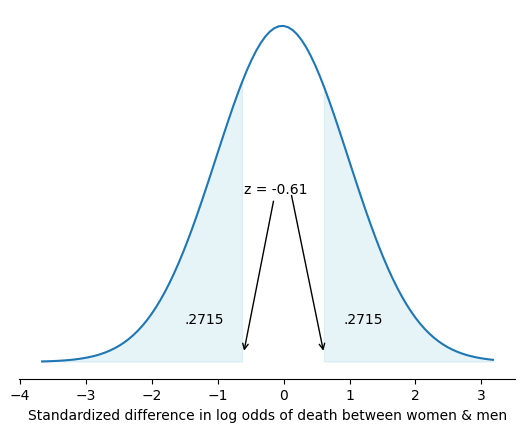 z = -0.61
.2715 .2715
−4 −3 −2 −1 0 1 2 3
Standardized difference in log odds of death between women & men